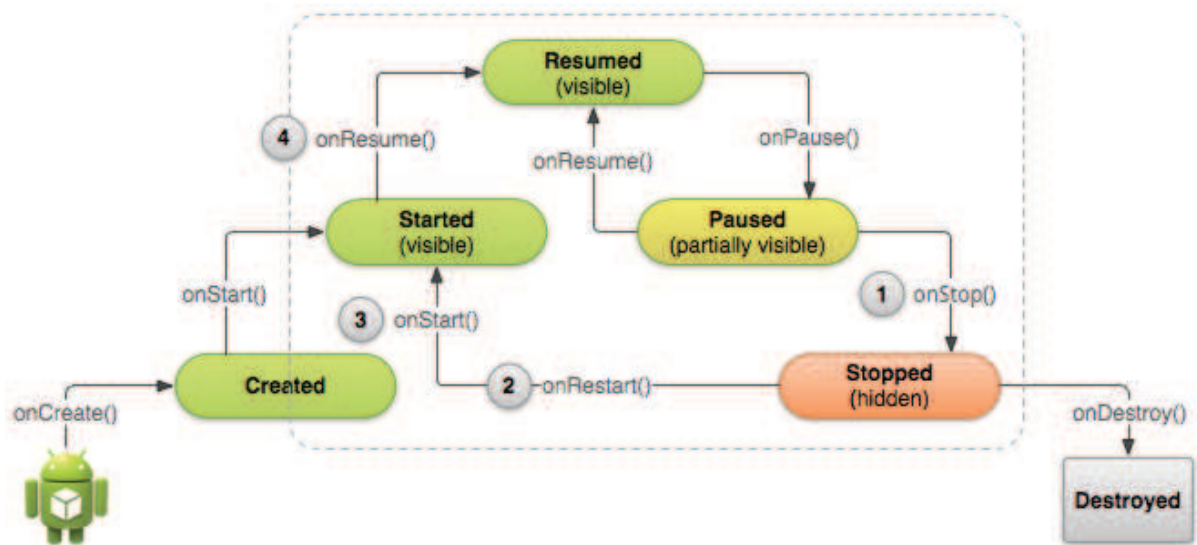 Resumed
(visible)
4
onResume()
onResume()
onPause()
Started
(visible)
Paused
(partially visible)
onStart()
3
onStart()
1
onStop()
Created
2
onRestart()
Stopped
(hidden)
onCreate()
onDestroy()
Destroyed